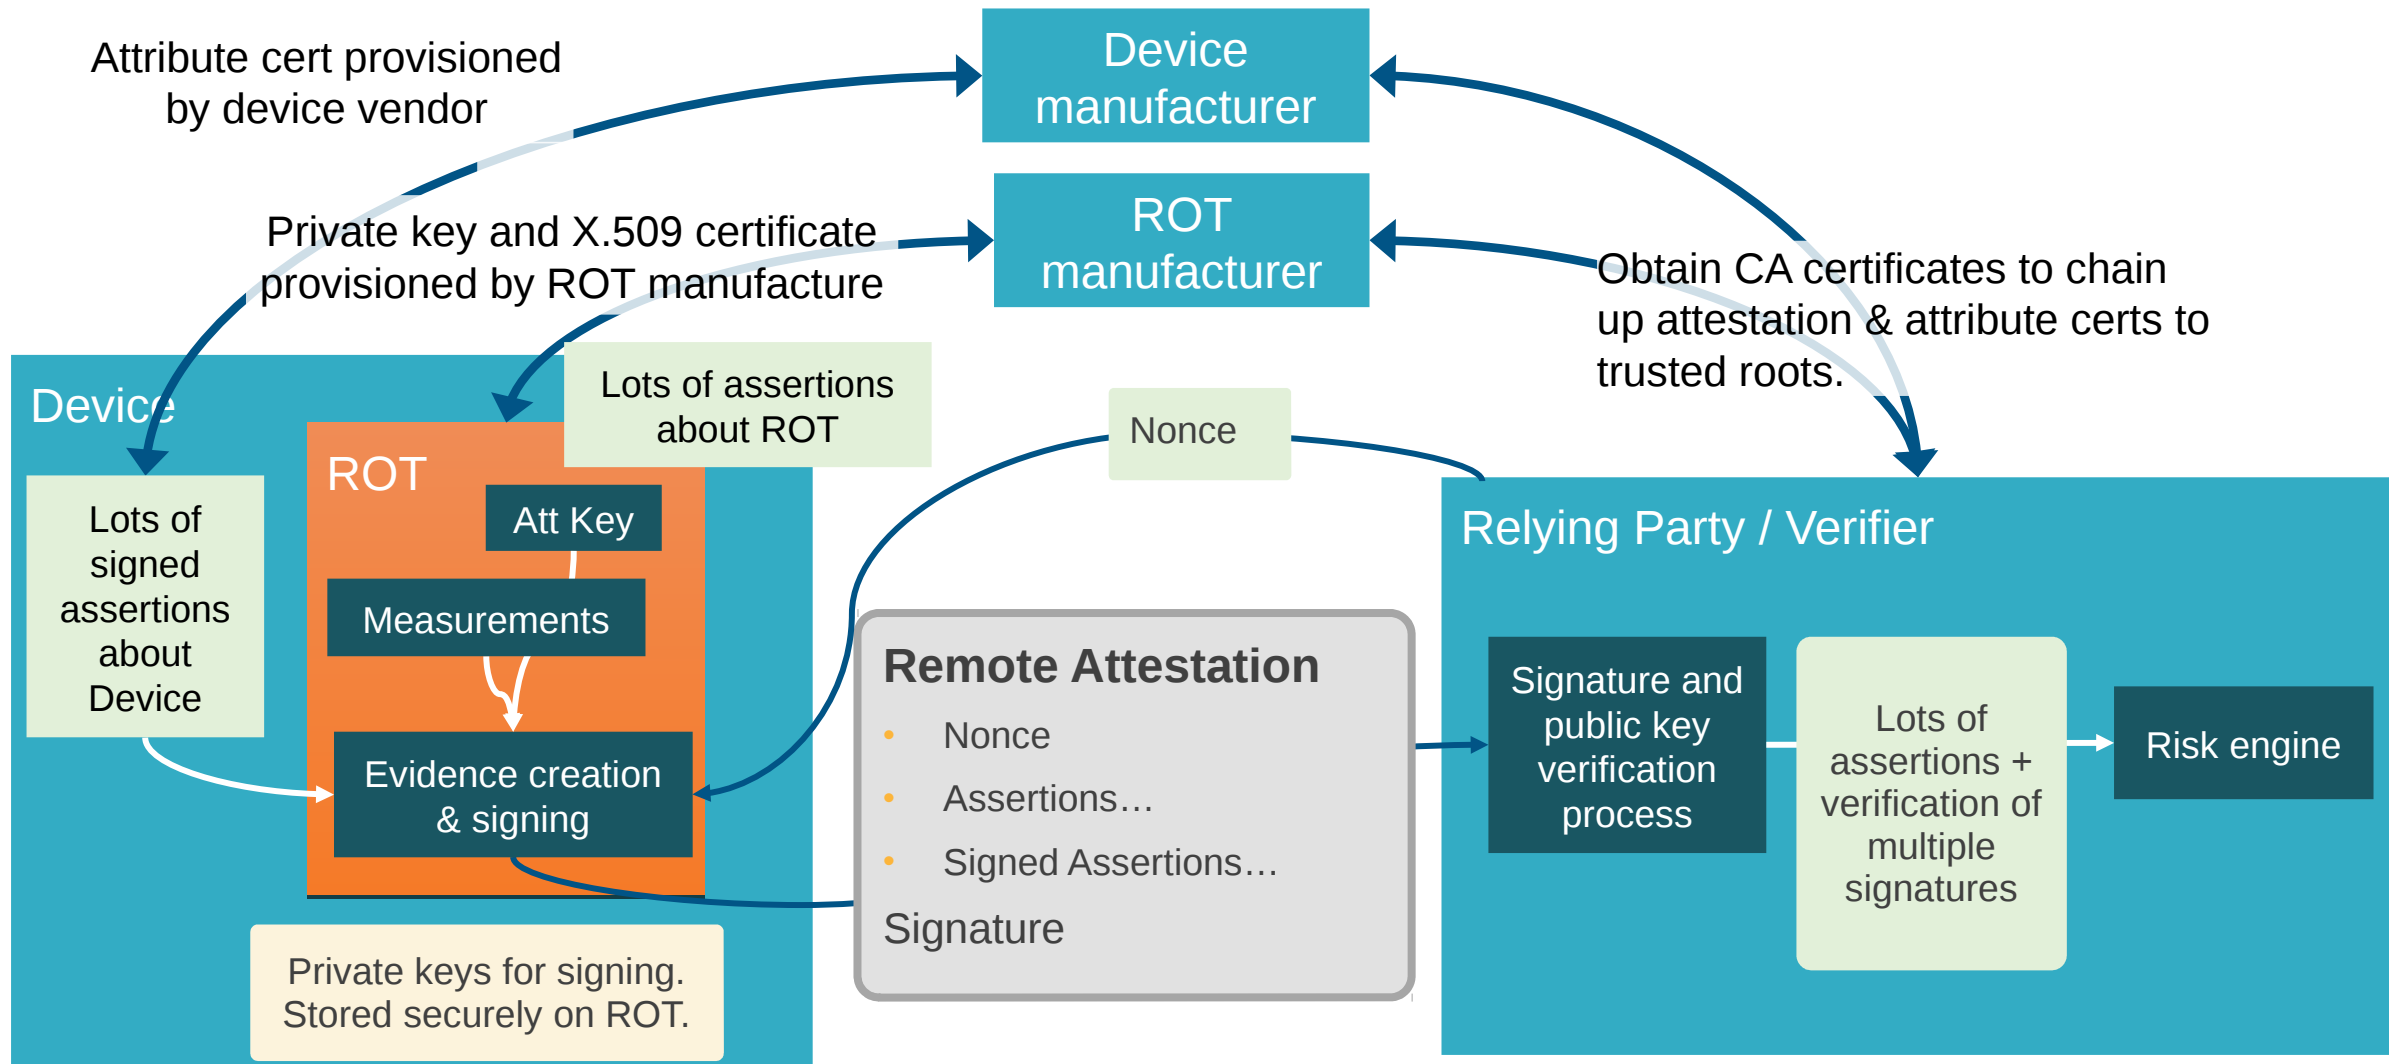 Attribute cert provisioned
by device vendor
Device
manufacturer
ROT
manufacturer
Private key and X.509 certificate
provisioned by ROT manufacture
Obtain CA certificates to chain
up attestation & attribute certs to
trusted roots.
Device
Lots of assertions
about ROT
Nonce
ROT
Att Key
Measurements
Evidence creation
& signing
Lots of
signed
assertions
about
Device
Private keys for signing.
Stored securely on ROT.
Remote Attestation
• Nonce
• Assertions…
• Signed Assertions…
Signature
Relying Party / Verifier
Signature and
public key
verification
process
Lots of
assertions +
verification of
multiple
signatures
Risk engine